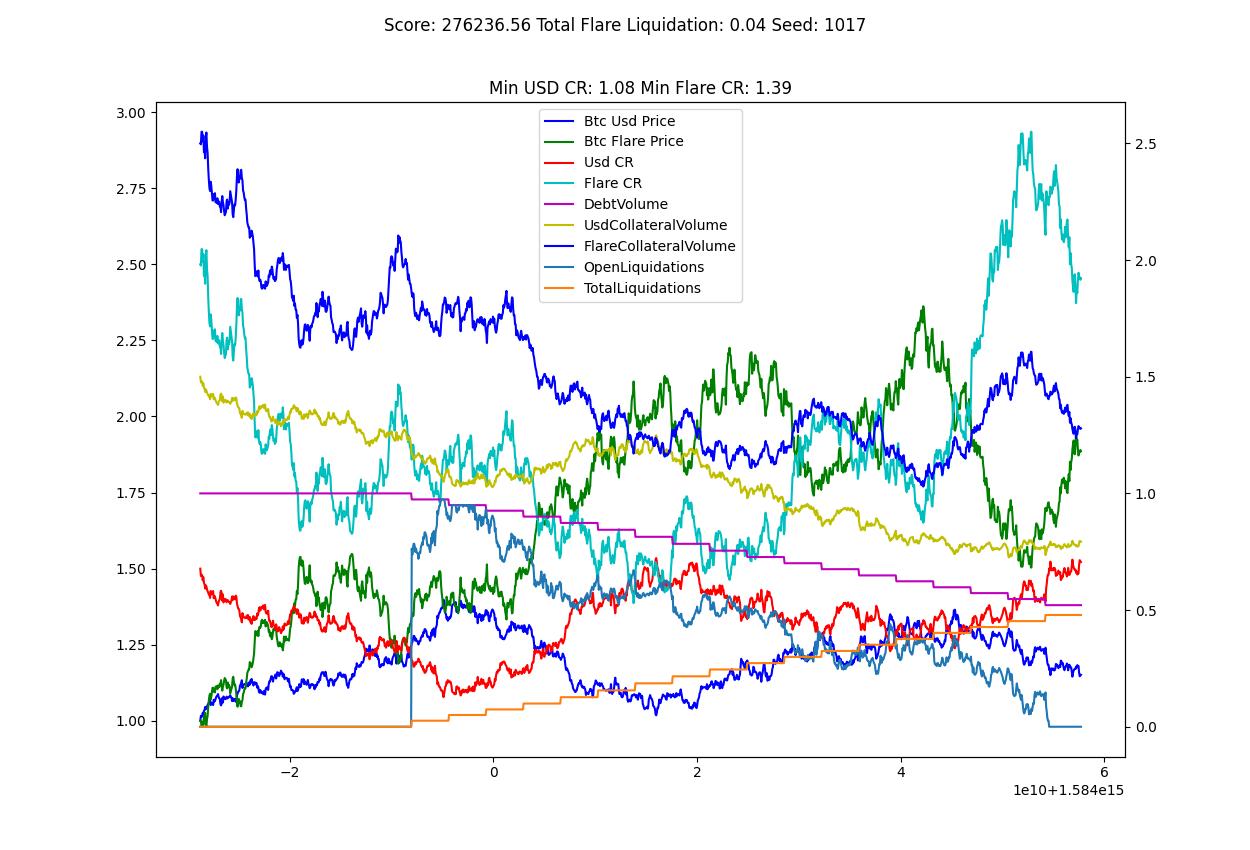 Score: 276236.56 Total Flare Liquidation: 0.04 Seed: 1017
Min USD CR: 1.08 Min Flare CR: 1.39
3.00
2.75
2.50
2.25
2.00
1.75
1.50
1.25
1.00
Btc Usd Price
Btc Flare Price
Usd CR
Flare CR
DebtVolume
UsdCollateralVolume
FlareCollateralVolume
OpenLiquidations
TotalLiquidations
2.5
2.0
1.5
1.0
0.5
0.0
−2 0 2 4 6
1e10+1.584e15